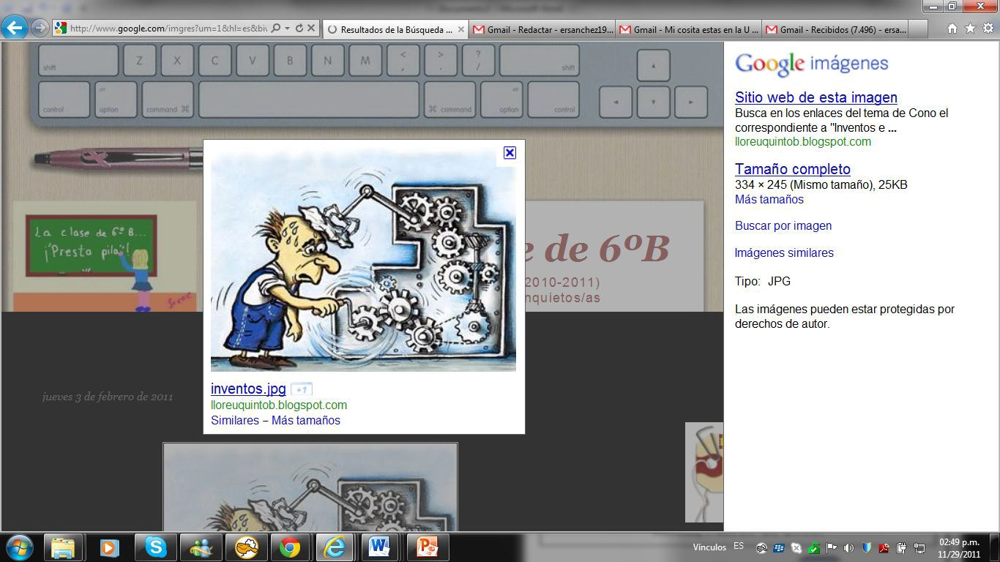 http://www.google.com/imgres?um=1&hl=es&biv
Resultados de la Búsqueda ...
Gmail - Redactar - ersanchez19...
Gmail - Mi cosita estas en la U ...
Gmail - Recibidos (7.496) - ersa...
shift
Z
X
C
V
B
N
M
<
,
>
.
?
/
shift
control
alt
option
command ⌘
⌘ command
alt
option
control
Google imágenes
Sitio web de esta imagen
Busca en los enlaces del tema de Cono el
correspondiente a "Inventos e ...
lloreuquintob.blogspot.com
Tamaño completo
334 × 245 (Mismo tamaño), 25KB
Más tamaños
Buscar por imagen
Imágenes similares
Tipo: JPG
Las imágenes pueden estar protegidas por
derechos de autor.
La clase de 6º B...
¡Presta pila!
e de 6ºB
2010-2011)
nquietos/as
inventos.jpg +1
lloreuquintob.blogspot.com
Similares – Más tamaños
jueves 3 de febrero de 2011
Vínculos
ES
02:49 p.m.
11/29/2011